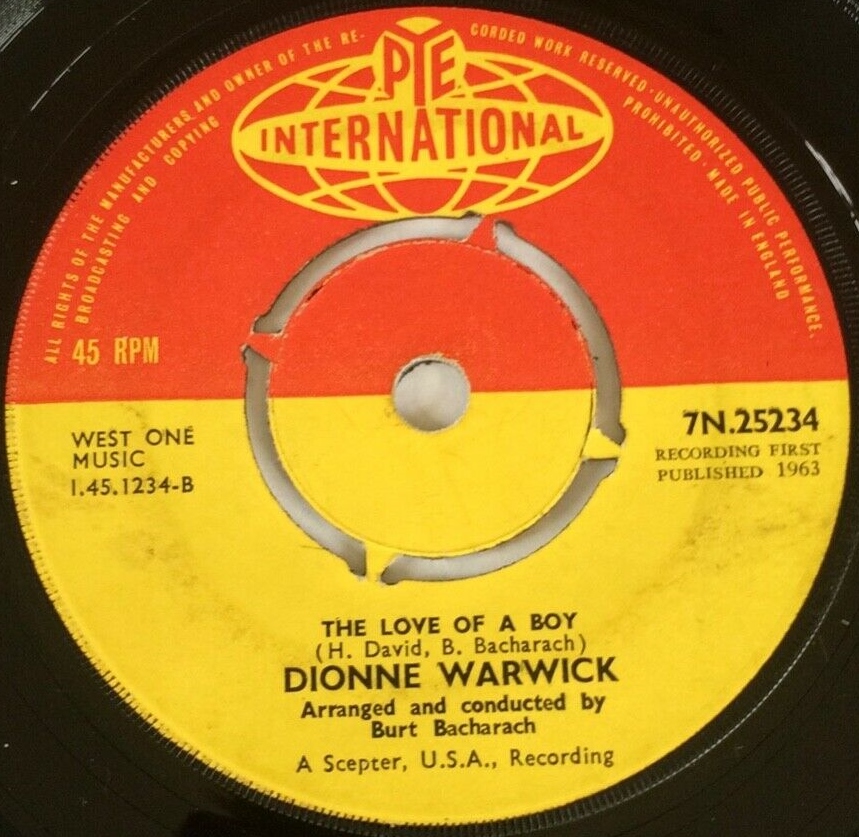 ALL RIGHTS OF THE MANUFACTURERS AND OWNER OF THE RE-
CORDED WORK RESERVED · UNAUTHORIZED PUBLIC PERFORMANCE,
BROADCASTING AND COPYING
PROHIBITED · MADE IN ENGLAND
PYE
INTERNATIONAL
45 RPM
WEST ONE
MUSIC
1.45.1234-B
7N.25234
RECORDING FIRST
PUBLISHED 1963
THE LOVE OF A BOY
(H. David, B. Bacharach)
DIONNE WARWICK
Arranged and conducted by
Burt Bacharach
A Scepter, U.S.A., Recording